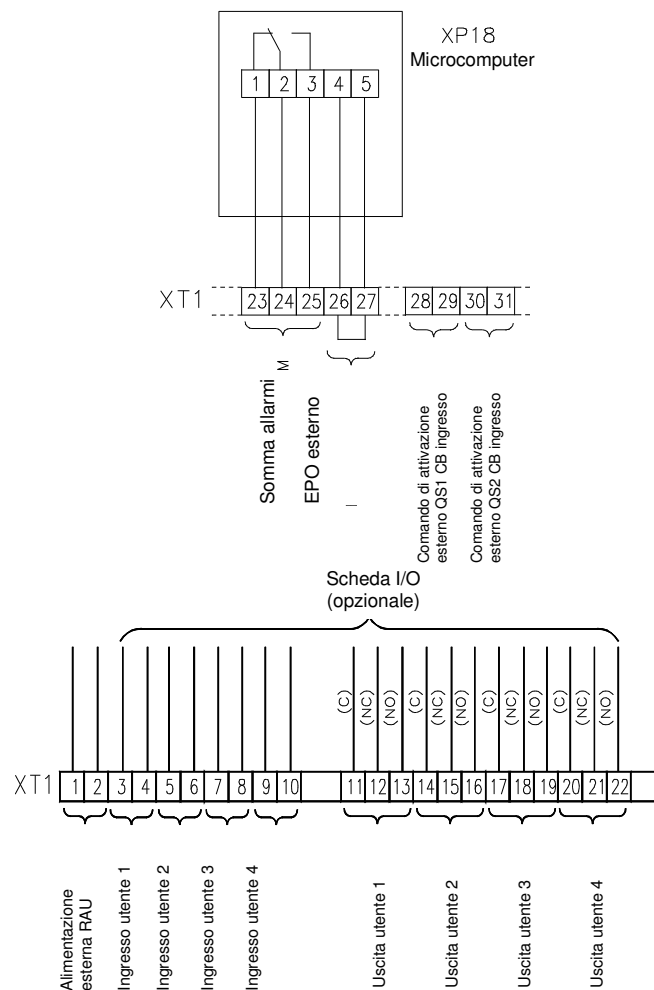 XP18
Microcomputer
1 2 3 4 5
XT1 23 24 25 26 27 28 29 30 31
Somma allarmi
M
EPO esterno
Comando di attivazione
esterno QS1 CB ingresso
Comando di attivazione
esterno QS2 CB ingresso
Scheda I/O
(opzionale)
(C) (NC) (NO) (C) (NC) (NO) (C) (NC) (NO) (C) (NC) (NO)
XT1 1 2 3 4 5 6 7 8 9 10 11 12 13 14 15 16 17 18 19 20 21 22
Alimentazione
esterna RAU
Ingresso utente 1
Ingresso utente 2
Ingresso utente 3
Ingresso utente 4
Uscita utente 1
Uscita utente 2
Uscita utente 3
Uscita utente 4